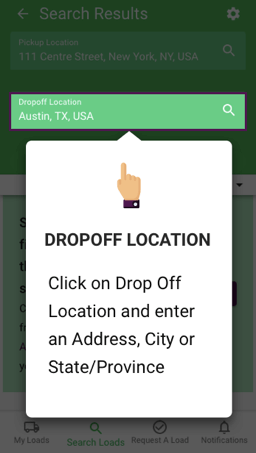 Search Results
Pickup Location
111 Centre Street, New York, NY, USA
Dropoff Location
Austin, TX, USA
DROPOFF LOCATION
Click on Drop Off
Location and enter
an Address, City or
State/Province
My Loads
Search Loads
Request A Load
Notifications